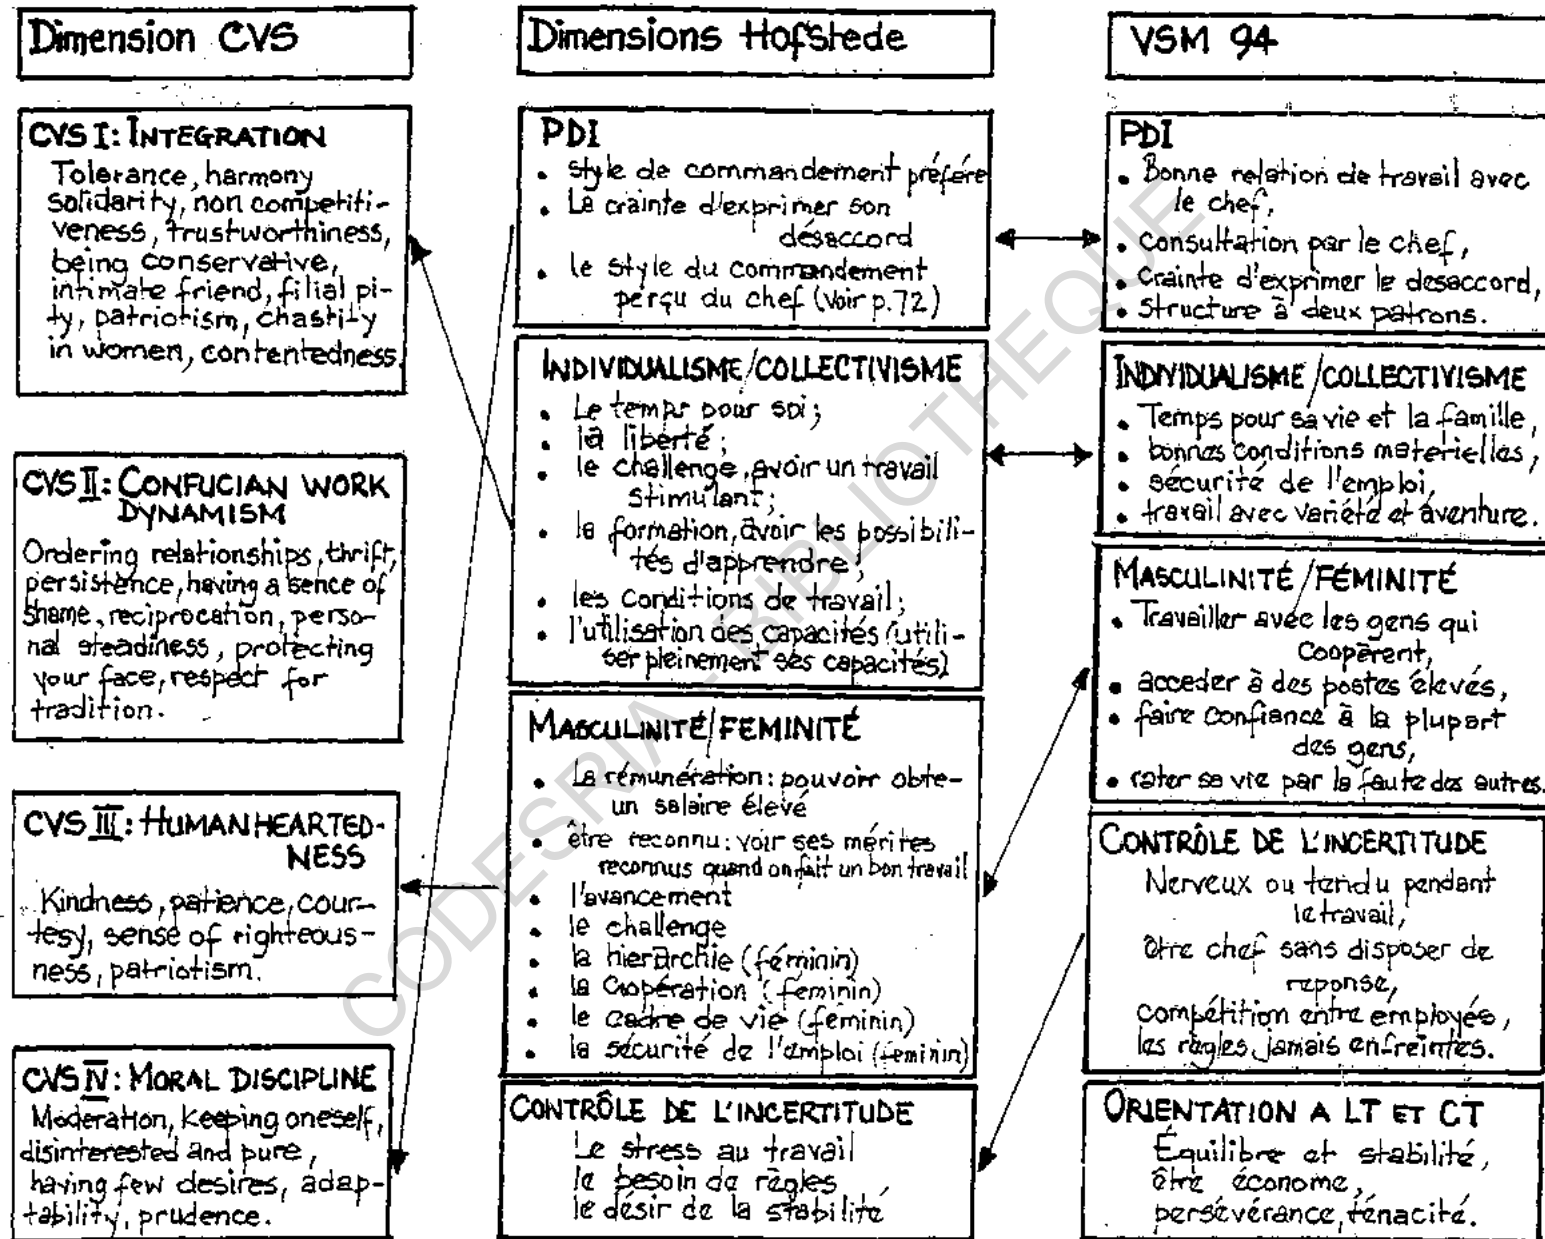 Dimension CVS
CVS I: INTEGRATION
Tolerance, harmony
solidarity, non competiti-
veness, trustworthiness,
being conservative,
intimate friend, filial pi-
ty, patriotism, chastity
in women, contentedness.
CVS II: CONFUCIAN WORK
DYNAMISM
Ordering relationships, thrift,
persistence, having a sence of
shame, reciprocation, perso-
nal steadiness, protecting
your face, respect for
tradition.
CVS III: HUMAN HEARTED-
NESS
Kindness, patience, cour-
tesy, sense of righteous-
ness, patriotism.
CVS IV: MORAL DISCIPLINE
Moderation, keeping oneself,
disinterested and pure,
having few desires, adap-
tability, prudence.
Dimensions Hofstede
PDI
• style de commandement préféré
• La crainte d'exprimer son
désaccord
• le style du commandement
perçu du chef (Voir p.72)
INDIVIDUALISME/COLLECTIVISME
• Le temps pour soi;
• la liberté;
• le challenge, avoir un travail
stimulant;
• la formation, avoir les possibili-
tés d'apprendre;
• les conditions de travail;
• l'utilisation des capacités (utili-
ser pleinement ses capacités)
MASCULINITÉ/FEMINITÉ
• La rémunération: pouvoir obte-
un salaire élevé
• être reconnu: voir ses mérites
reconnus quand on fait un bon travail
• l'avancement
• le challenge
• la hiérarchie (féminin)
• la Coopération (feminin)
• le cadre de vie (feminin)
• la sécurité de l'emploi (feminin)
CONTRÔLE DE L'INCERTITUDE
Le stress au travail
le besoin de règles
le désir de la stabilité
VSM 94
PDI
• Bonne relation de travail avec
le chef,
• Consultation par le chef,
• Crainte d'exprimer le desaccord,
• Structure à deux patrons.
INDIVIDUALISME/COLLECTIVISME
• Temps pour sa vie et la famille,
• bonnes conditions materielles,
• sécurité de l'emploi,
• travail avec variété et aventure.
MASCULINITÉ/FÉMINITÉ
• Travailler avec les gens qui
Coopèrent,
• acceder à des postes élevés,
• faire confiance à la plupart
des gens,
• rater sa vie par la faute des autres.
CONTRÔLE DE L'INCERTITUDE
Nerveux ou tendu pendant
le travail,
être chef sans disposer de
reponse,
compétition entre employés,
les règles jamais enfreintes.
ORIENTATION A LT ET CT
Équilibre et stabilité,
être économe,
persévérance, ténacité.
CODESRIA - BIBLIOTHEQUE